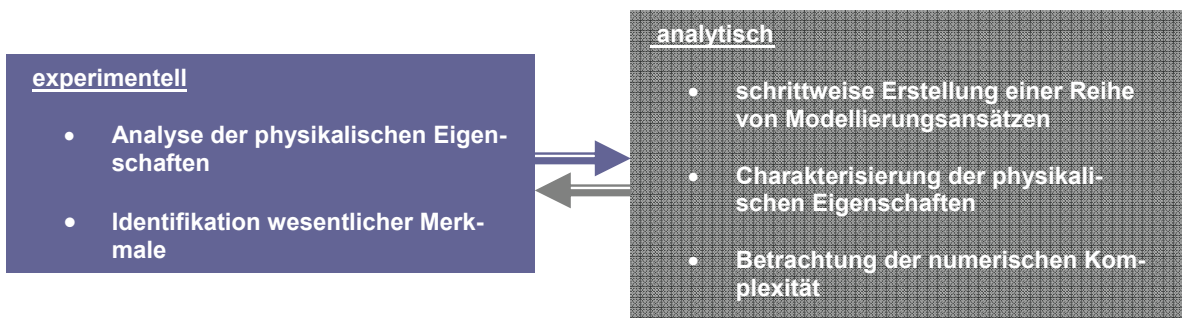 experimentell
• Analyse der physikalischen Eigen-
schaften
• Identifikation wesentlicher Merk-
male
analytisch
• schrittweise Erstellung einer Reihe
von Modellierungsansätzen
• Charakterisierung der physikali-
schen Eigenschaften
• Betrachtung der numerischen Kom-
plexität